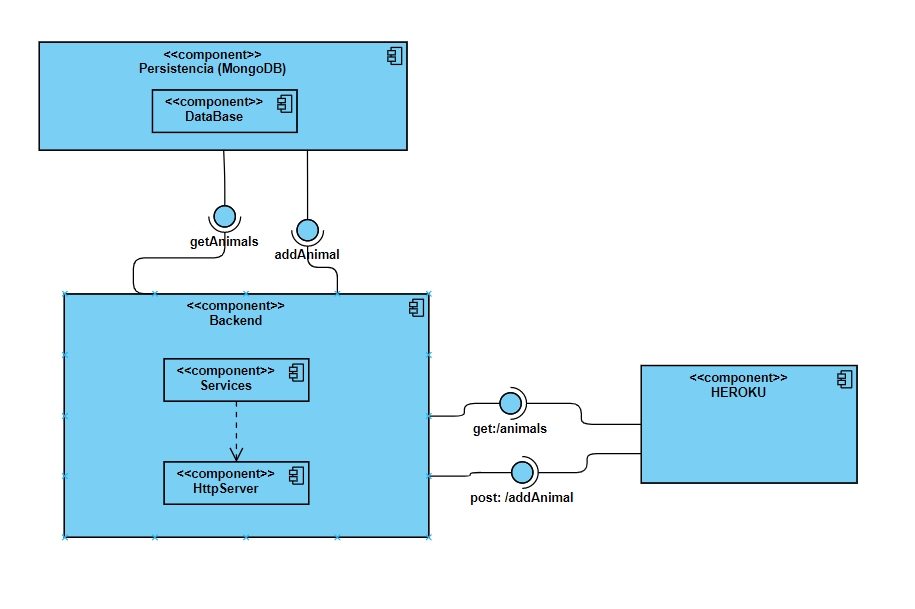 <<component>>
Persistencia (MongoDB)
<<component>>
DataBase
getAnimals
addAnimal
<<component>>
Backend
<<component>>
Services
<<component>>
HttpServer
get:/animals
post: /addAnimal
<<component>>
HEROKU